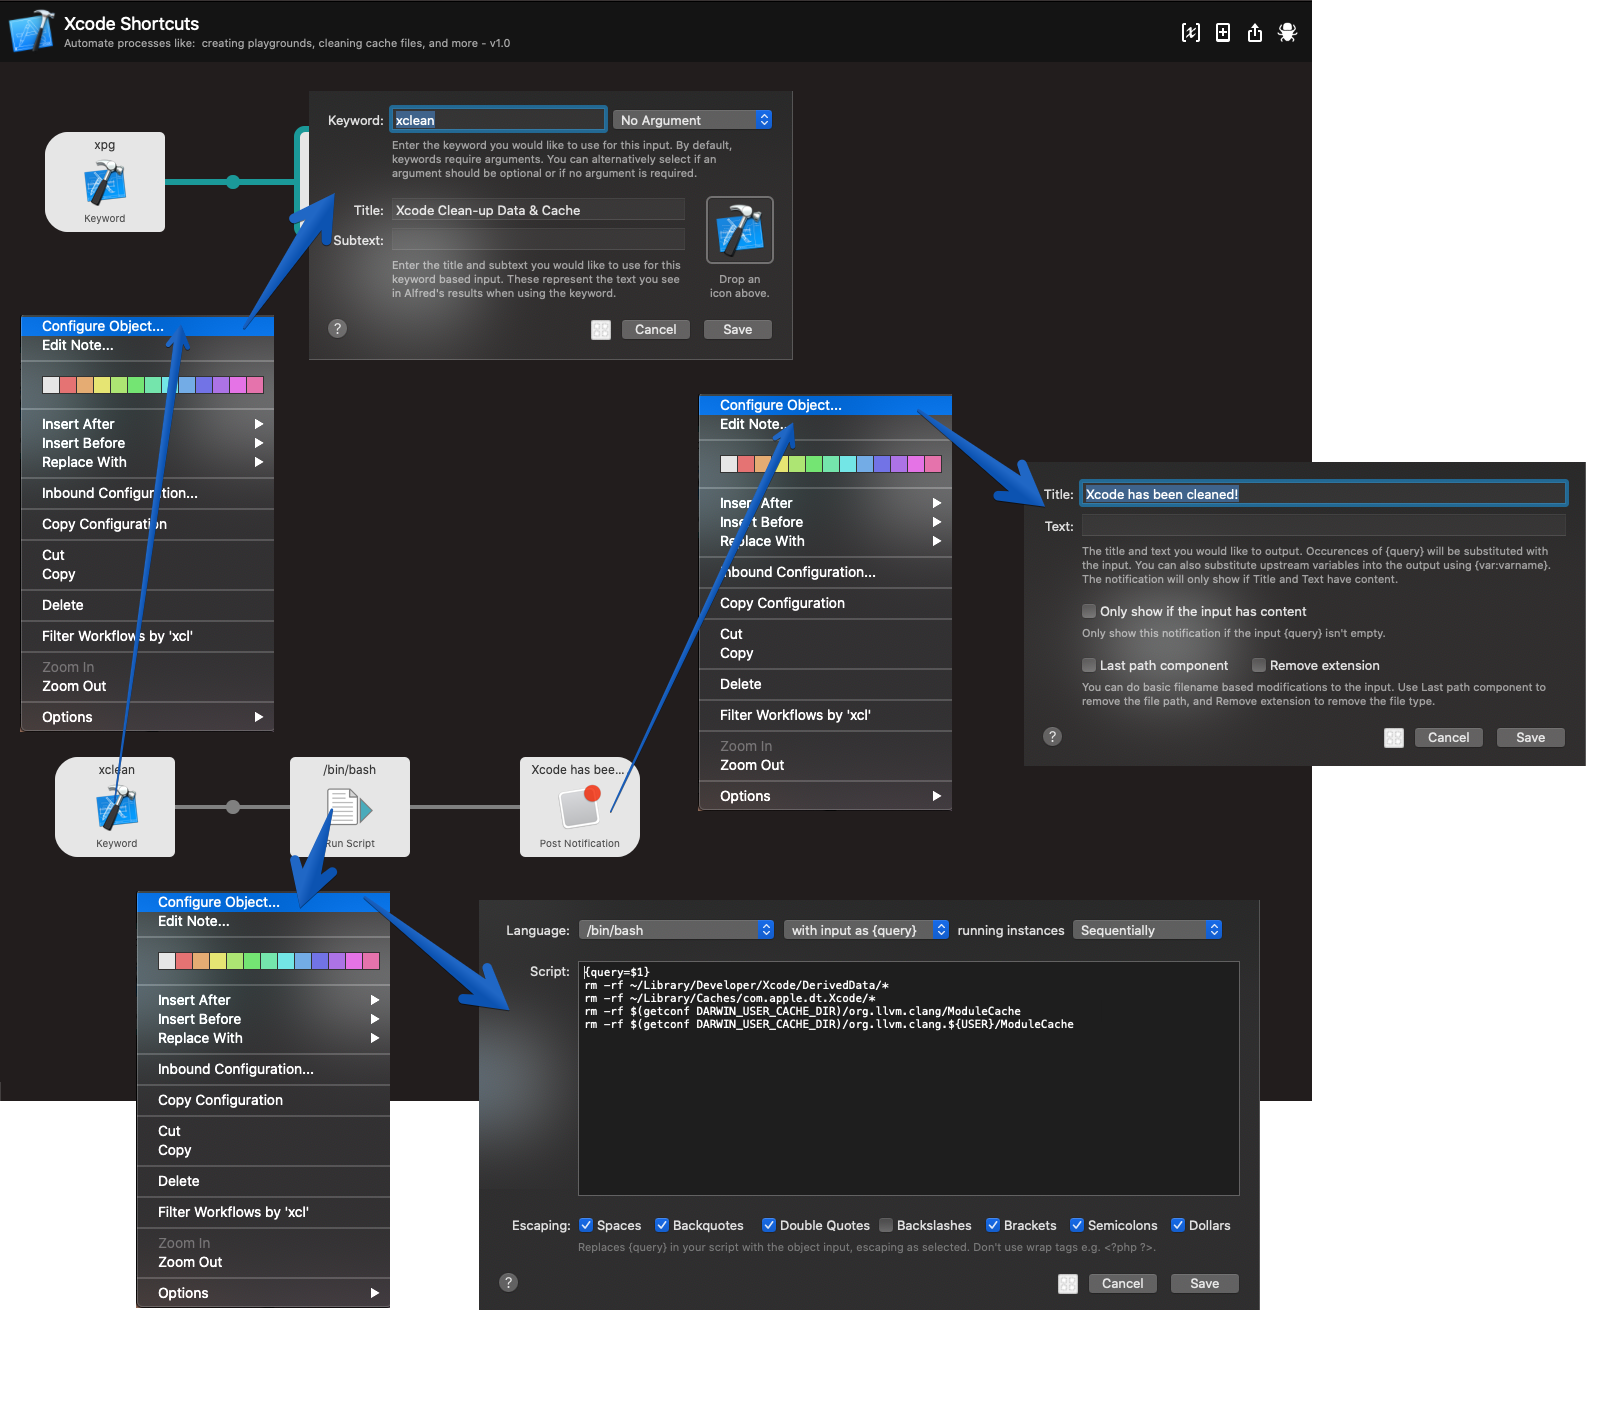 Xcode Shortcuts
Automate processes like: creating playgrounds, cleaning cache files, and more - v1.0
xpg
Keyword
Keyword:
xclean
No Argument
Enter the keyword you would like to use for this input. By default,
keywords require arguments. You can alternatively select if an
argument should be optional or if no argument is required.
Title:
Xcode Clean-up Data & Cache
Subtext:
Enter the title and subtext you would like to use for this
keyword based input. These represent the text you see
in Alfred's results when using the keyword.
Drop an
icon above.
?
Cancel
Save
Configure Object...
Edit Note...
Insert After
Insert Before
Replace With
Inbound Configuration...
Copy Configuration
Cut
Copy
Delete
Filter Workflows by 'xcl'
Zoom In
Zoom Out
Options
Configure Object...
Edit Note...
Insert After
Insert Before
Replace With
Inbound Configuration...
Copy Configuration
Cut
Copy
Delete
Filter Workflows by 'xcl'
Zoom In
Zoom Out
Options
Title:
Xcode has been cleaned!
Text:
The title and text you would like to output. Occurences of {query} will be substituted with
the input. You can also substitute upstream variables into the output using {var:varname}.
The notification will only show if Title and Text have content.
Only show if the input has content
Only show this notification if the input {query} isn't empty.
Last path component
Remove extension
You can do basic filename based modifications to the input. Use Last path component to
remove the file path, and Remove extension to remove the file type.
?
Cancel
Save
xclean
Keyword
/bin/bash
Run Script
Xcode has bee...
Post Notification
Configure Object...
Edit Note...
Insert After
Insert Before
Replace With
Inbound Configuration...
Copy Configuration
Cut
Copy
Delete
Filter Workflows by 'xcl'
Zoom In
Zoom Out
Options
Language:
/bin/bash
with input as {query}
running instances
Sequentially
Script:
{query=$1}
rm -rf ~/Library/Developer/Xcode/DerivedData/*
rm -rf ~/Library/Caches/com.apple.dt.Xcode/*
rm -rf $(getconf DARWIN_USER_CACHE_DIR)/org.llvm.clang/ModuleCache
rm -rf $(getconf DARWIN_USER_CACHE_DIR)/org.llvm.clang.${USER}/ModuleCache
Escaping:
Spaces
Backquotes
Double Quotes
Backslashes
Brackets
Semicolons
Dollars
Replaces {query} in your script with the object input, escaping as selected. Don't use wrap tags e.g. <?php ?>.
?
Cancel
Save